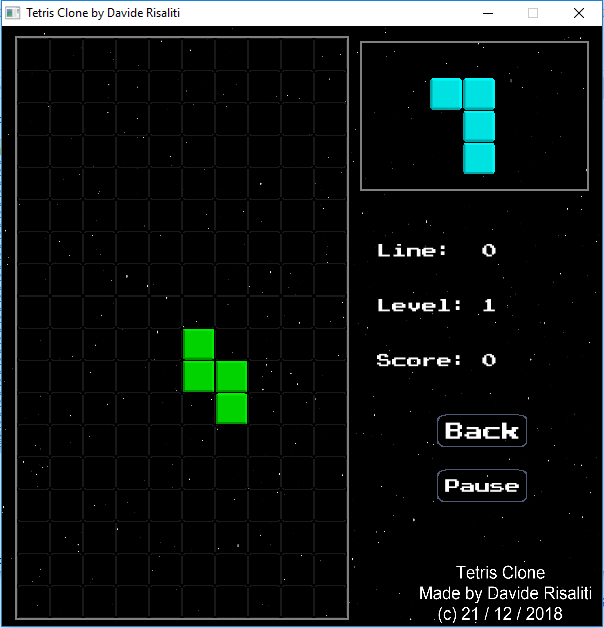 Tetris Clone by Davide Risaliti
Line: 0
Level: 1
Score: 0
Back
Pause
Tetris Clone
Made by Davide Risaliti
(c) 21 / 12 / 2018